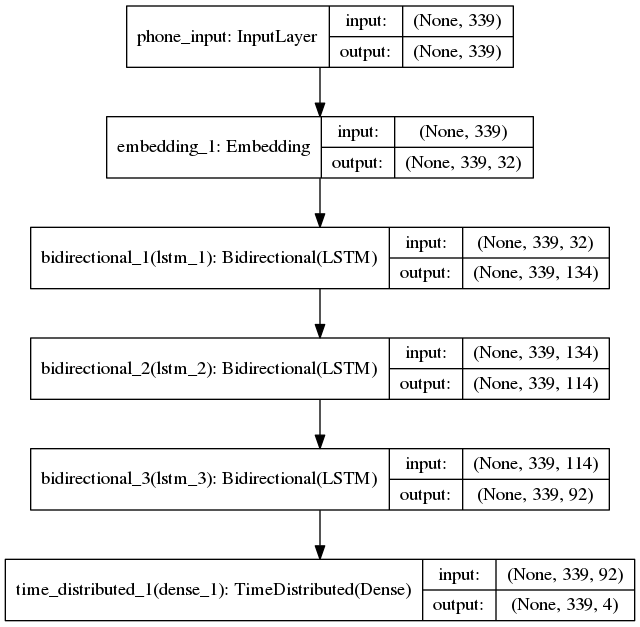 phone_input: InputLayer
input: (None, 339)
output: (None, 339)
embedding_1: Embedding
input: (None, 339)
output: (None, 339, 32)
bidirectional_1(lstm_1): Bidirectional(LSTM)
input: (None, 339, 32)
output: (None, 339, 134)
bidirectional_2(lstm_2): Bidirectional(LSTM)
input: (None, 339, 134)
output: (None, 339, 114)
bidirectional_3(lstm_3): Bidirectional(LSTM)
input: (None, 339, 114)
output: (None, 339, 92)
time_distributed_1(dense_1): TimeDistributed(Dense)
input: (None, 339, 92)
output: (None, 339, 4)